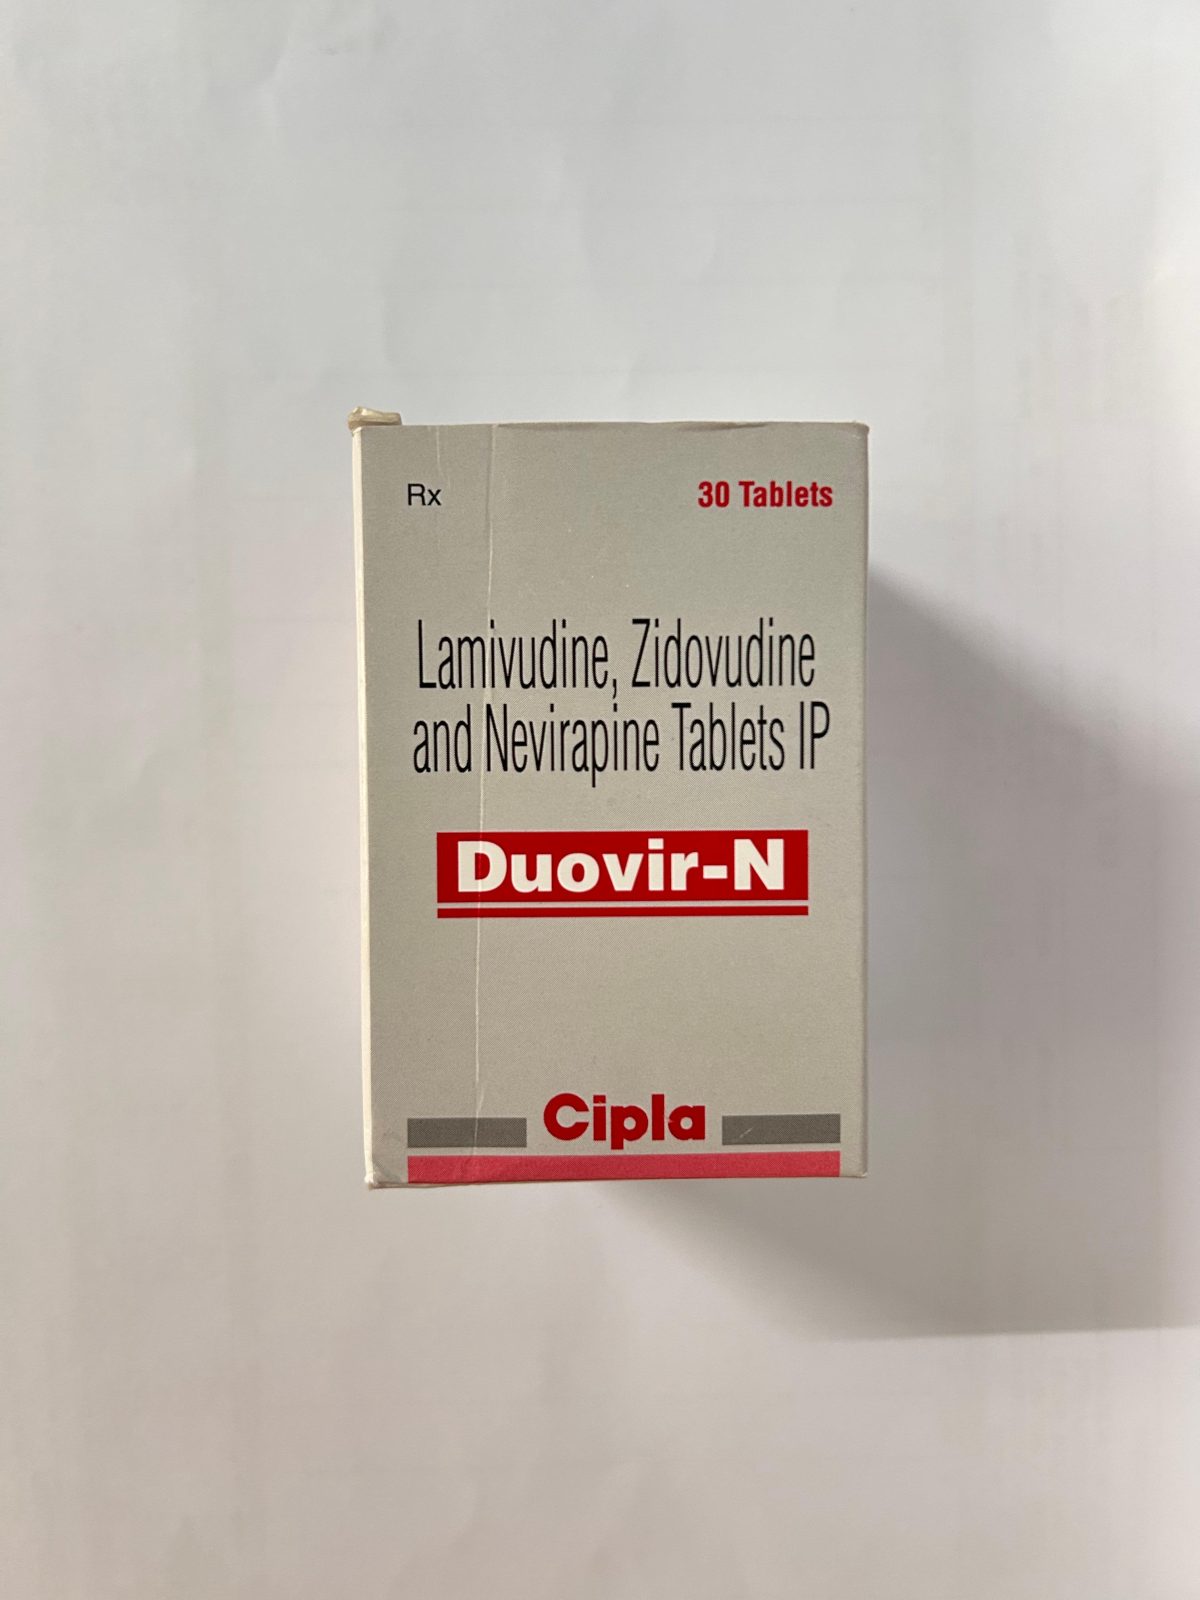 Rx
30 Tablets
Lamivudine, Zidovudine
and Nevirapine Tablets IP
Duovir-N
Cipla